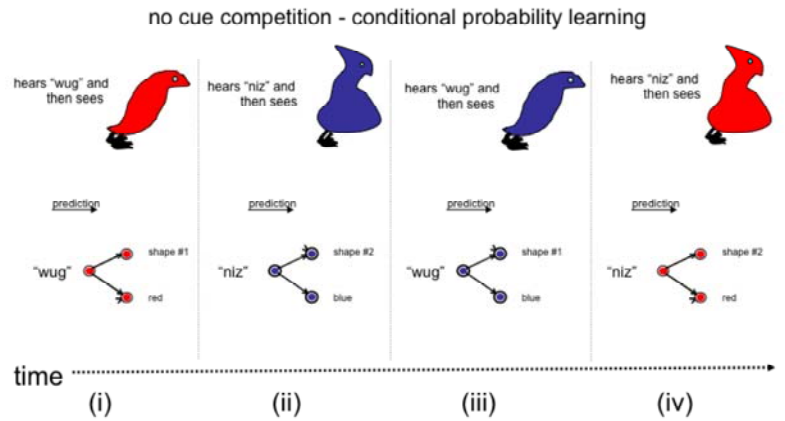 no cue competition - conditional probability learning
hears “wug” and
then sees
hears “niz” and
then sees
hears “wug” and
then sees
hears “niz” and
then sees
prediction
prediction
prediction
prediction
“wug”
shape #1
red
“niz”
shape #2
blue
“wug”
shape #1
blue
“niz”
shape #2
red
time
(i)
(ii)
(iii)
(iv)